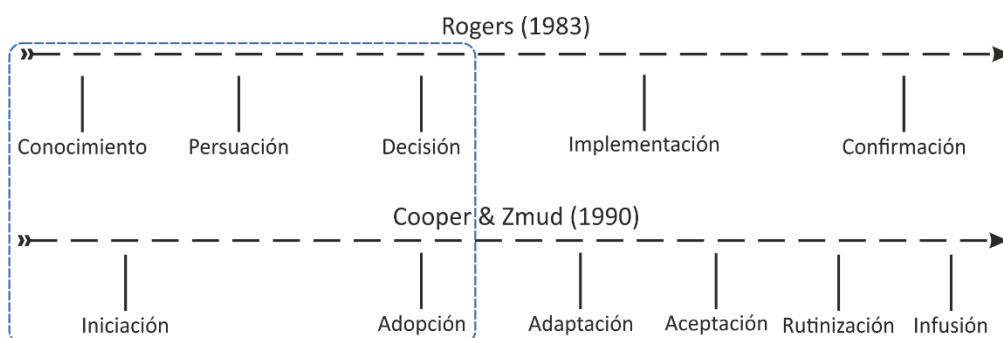 Rogers (1983)
Conocimiento Persuación Decisión Implementación Confirmación
Cooper & Zmud (1990)
Iniciación Adopción Adaptación Aceptación Rutinización Infusión